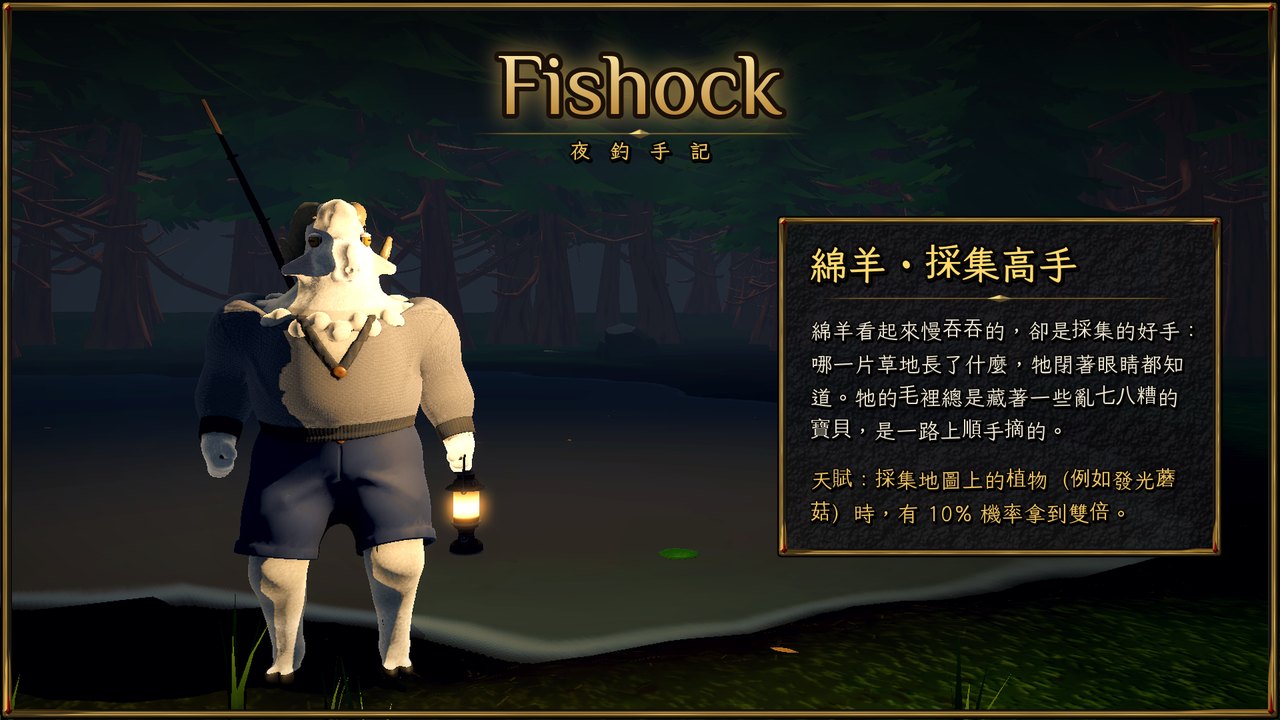 Fishock
夜釣手記
綿羊・採集高手
綿羊看起來慢吞吞的，卻是採集的好手：
哪一片草地長了什麼，牠閉著眼睛都知
道。牠的毛裡總是藏著一些亂七八糟的
寶貝，是一路上順手摘的。
天賦：採集地圖上的植物（例如發光蘑
菇）時，有 10% 機率拿到雙倍。